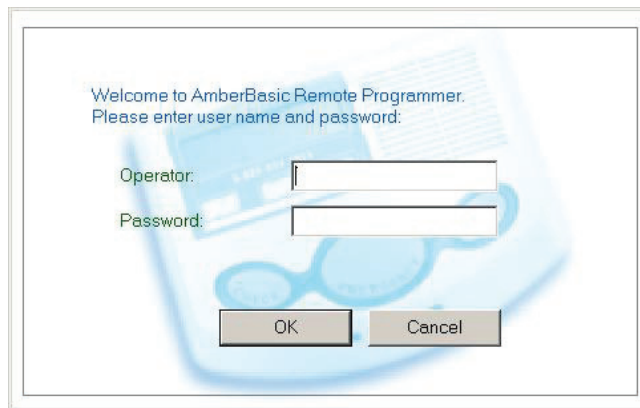 Welcome to AmberBasic Remote Programmer.
Please enter user name and password:
Operator:
Password:
OK
Cancel